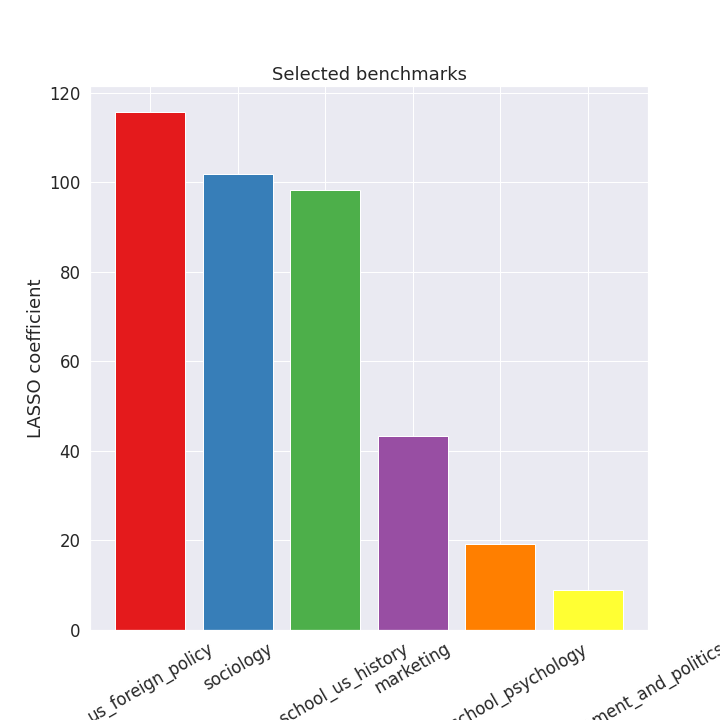 Selected benchmarks
LASSO coefficient
120
100
80
60
40
20
0
us_foreign_policy
sociology
school_us_history
marketing
school_psychology
ment_and_politics